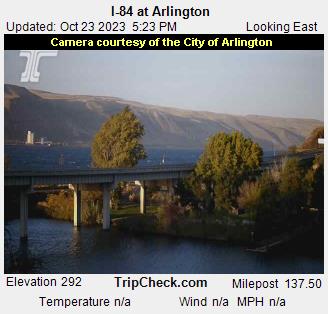 I-84 at Arlington
Updated: Oct 23 2023 5:23 PM Looking East
Camera courtesy of the City of Arlington
Elevation 292 TripCheck.com Milepost 137.50
Temperature n/a Wind n/a MPH n/a